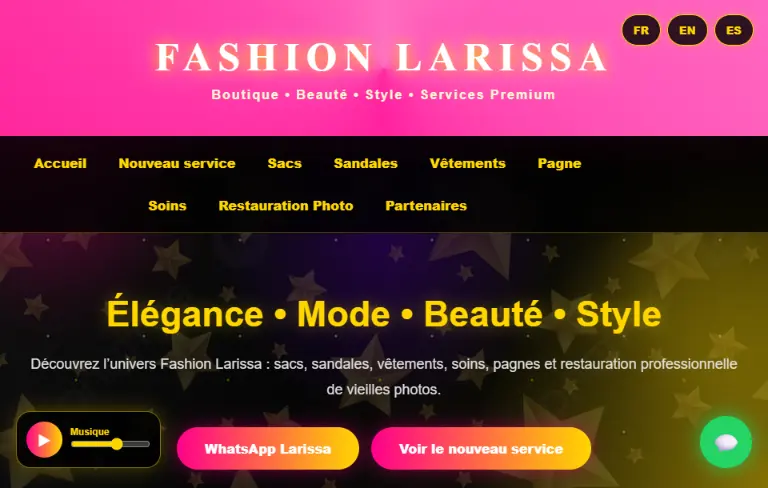 FASHION LARISSA
FR EN ES
Boutique • Beauté • Style • Services Premium
Accueil Nouveau service Sacs Sandales Vêtements Pagne
Soins Restauration Photo Partenaires
Élégance • Mode • Beauté • Style
Découvrez l’univers Fashion Larissa : sacs, sandales, vêtements, soins, pagnes et restauration professionnelle
de vieilles photos.
Musique
WhatsApp Larissa Voir le nouveau service